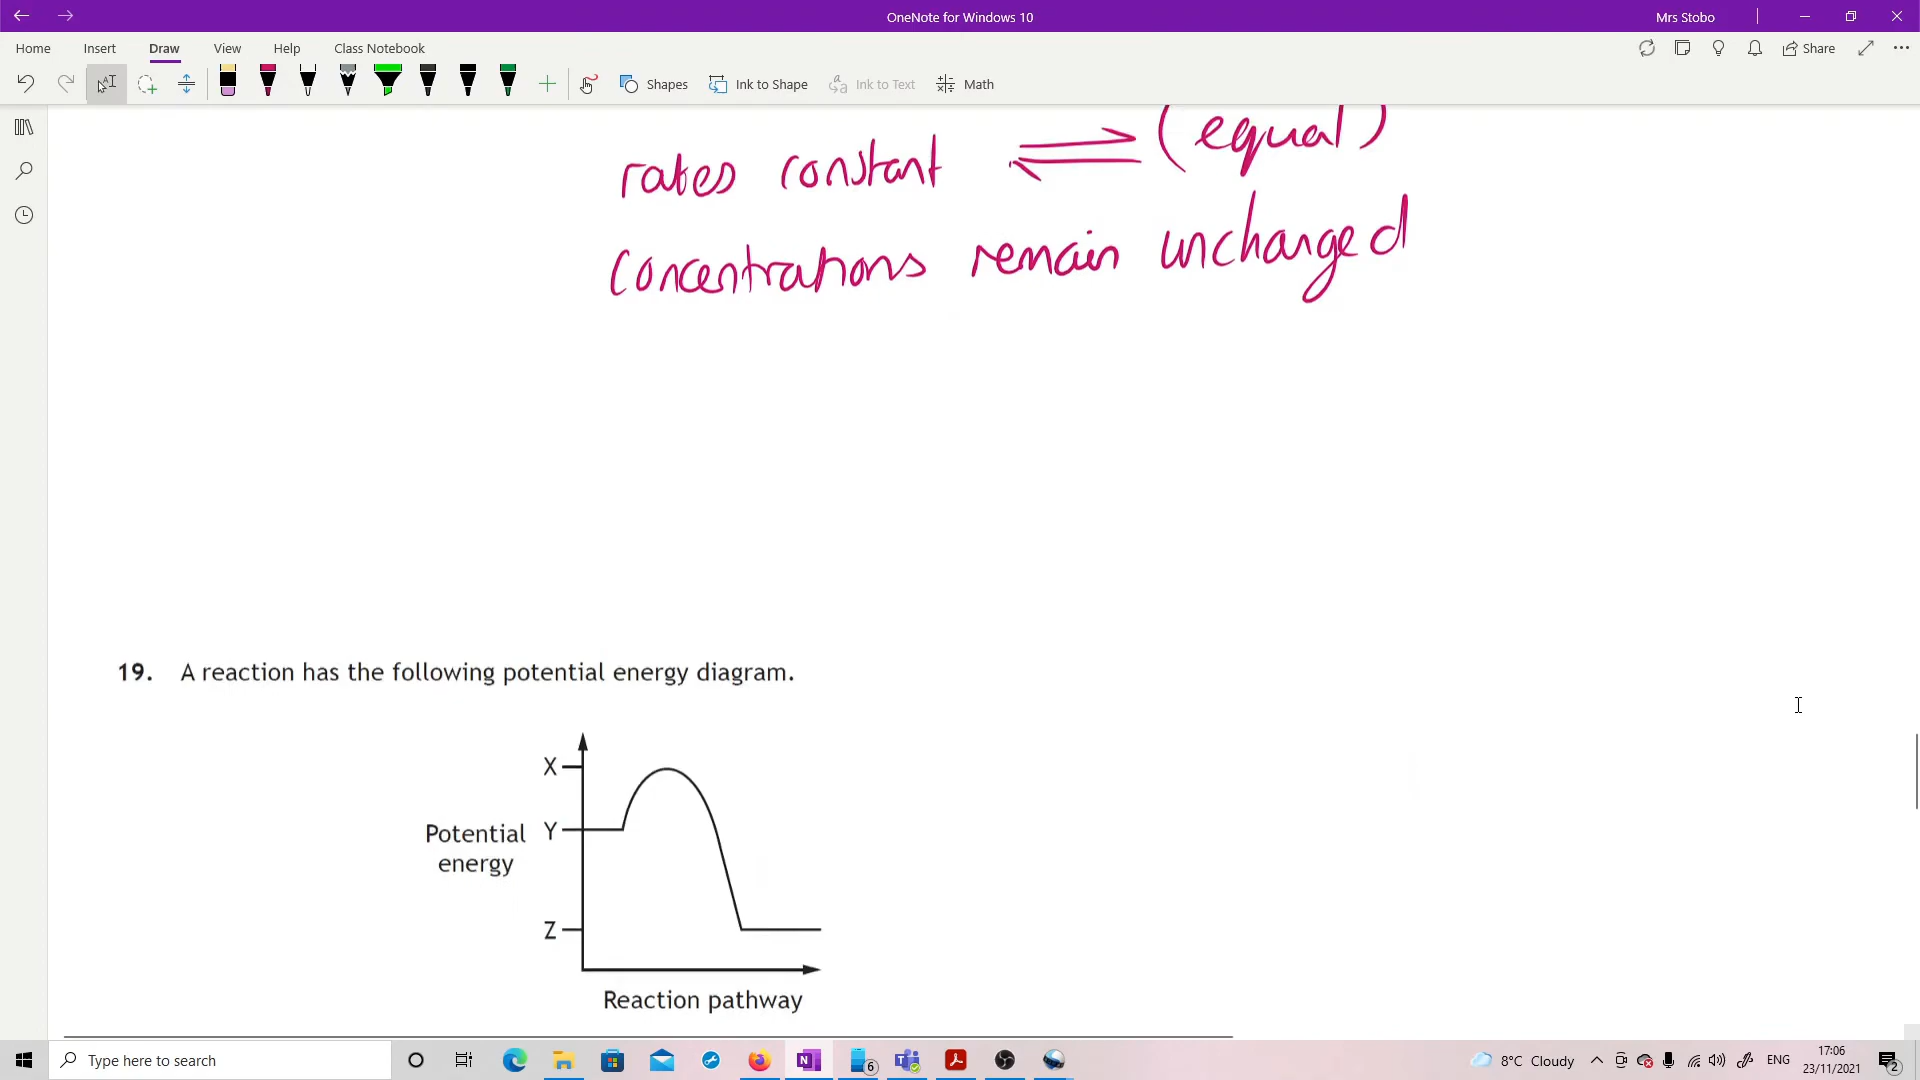 OneNote for Windows 10
Mrs Stobo
Home Insert Draw View Help Class Notebook
Share
Shapes
Ink to Shape
Ink to Text
Math
(equal)
rates constant
concentrations remain unchanged
19. A reaction has the following potential energy diagram.
X
Potential
energy
Y
Z
Reaction pathway
Type here to search
6
8°C Cloudy
ENG
17:06
23/11/2021
2